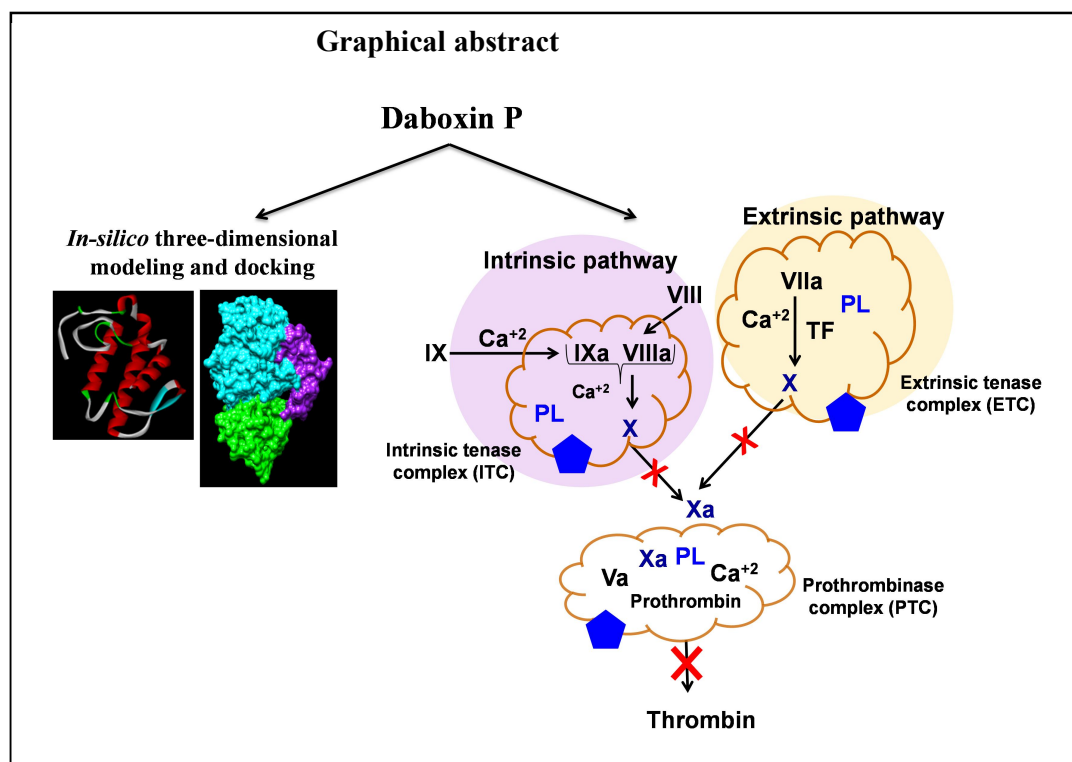 Graphical abstract
Daboxin P
In-silico three-dimensional
modeling and docking
Intrinsic pathway
VIII
IX
Ca+2
IXa VIIIa
Ca+2
PL
X
Intrinsic tenase
complex (ITC)
Extrinsic pathway
VIIa
Ca+2
TF
PL
X
Extrinsic tenase
complex (ETC)
Xa
Xa PL
Va
Ca+2
Prothrombin
Prothrombinase
complex (PTC)
Thrombin